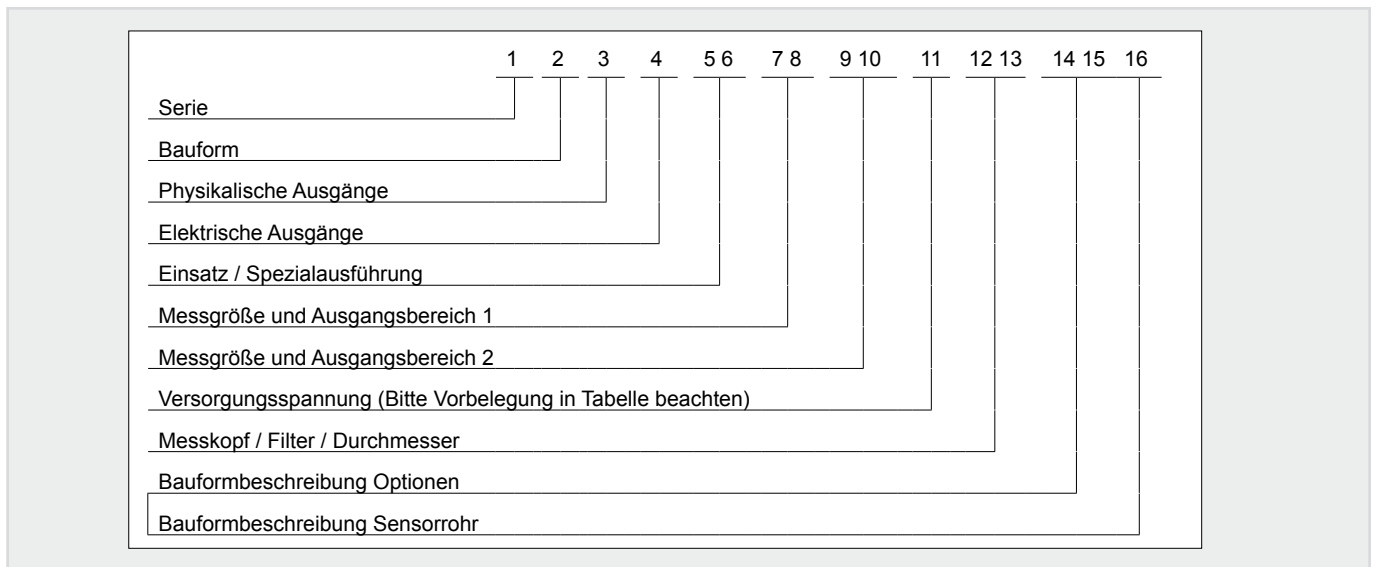 1 2 3 4 5 6 7 8 9 10 11 12 13 14 15 16
Serie
Bauform
Physikalische Ausgänge
Elektrische Ausgänge
Einsatz / Spezialausführung
Messgröße und Ausgangsbereich 1
Messgröße und Ausgangsbereich 2
Versorgungsspannung (Bitte Vorbelegung in Tabelle beachten)
Messkopf / Filter / Durchmesser
Bauformbeschreibung Optionen
Bauformbeschreibung Sensorrohr